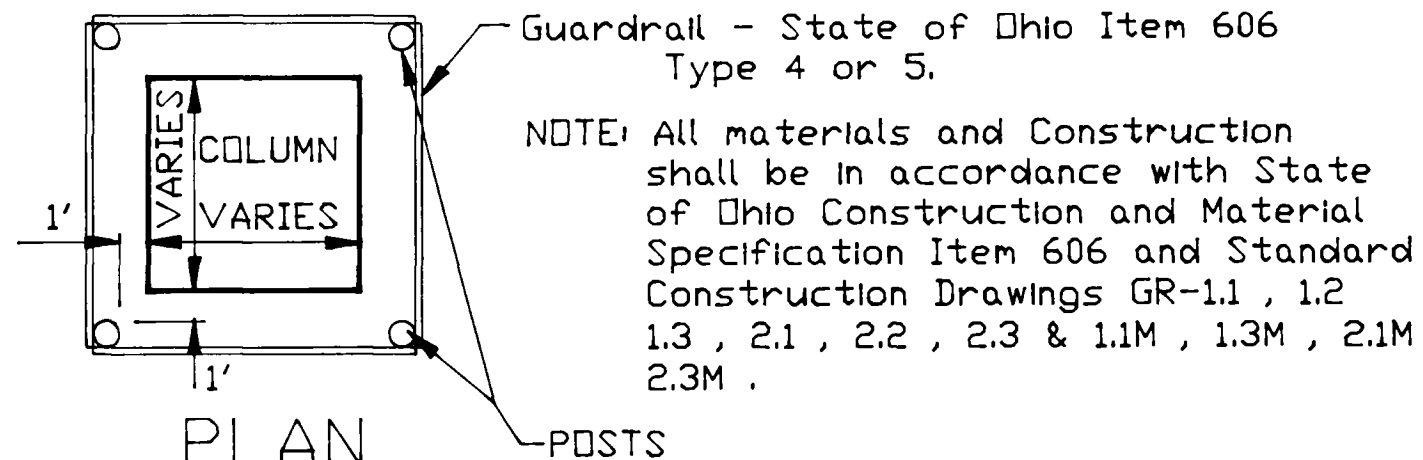 Guardrail - State of Ohio Item 606
Type 4 or 5.
NOTE: All materials and Construction
shall be in accordance with State
of Ohio Construction and Material
Specification Item 606 and Standard
Construction Drawings GR-1.1 , 1.2
1.3 , 2.1 , 2.2 , 2.3 & 1.1M , 1.3M , 2.1M
2.3M .
VARIES
COLUMN
VARIES
1'
1'
PLAN
POSTS